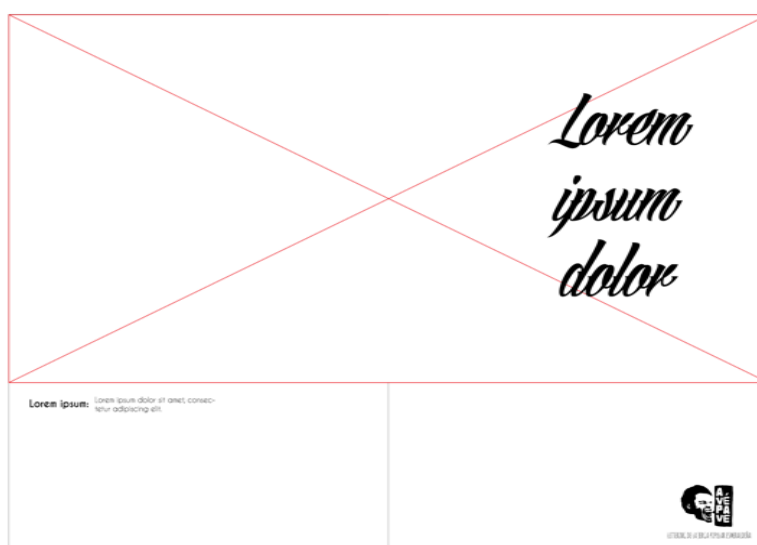 Lorem
ipsum
dolor
Lorem ipsum: Lorem ipsum dolor sit amet, consec-
tetur adipiscing elit.